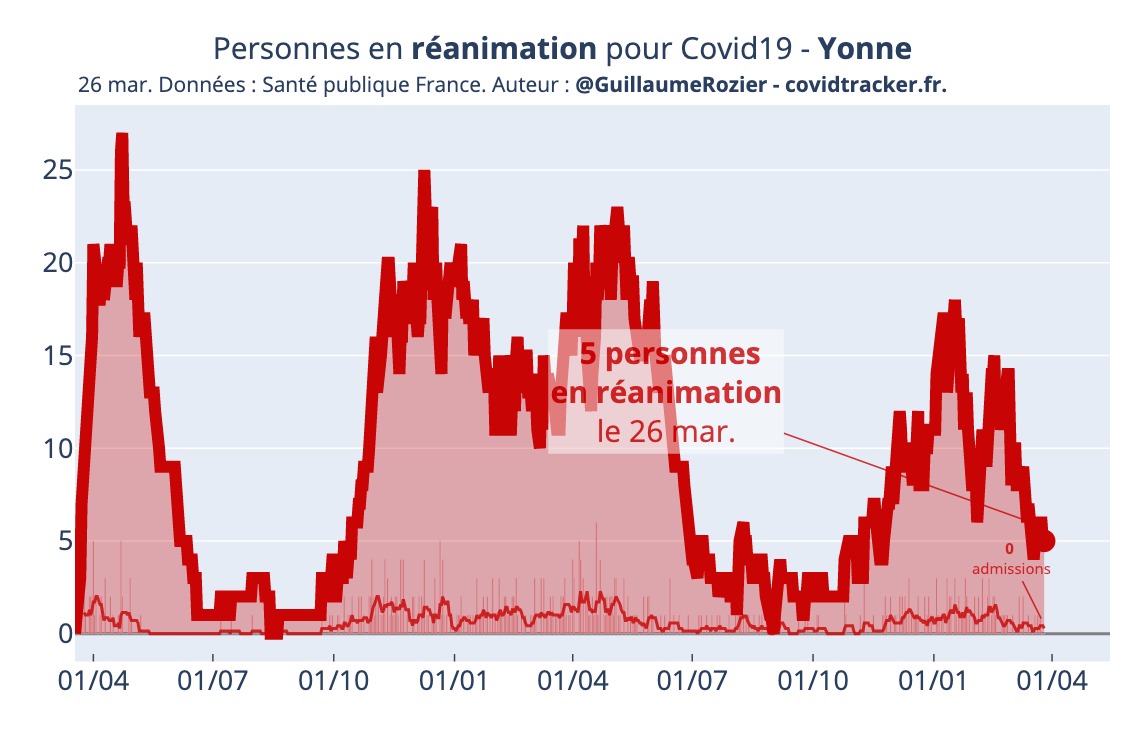 Personnes en réanimation pour Covid19 - Yonne
26 mar. Données : Santé publique France. Auteur : @GuillaumeRozier - covidtracker.fr.
25
20
15
10
5
0
5 personnes
en réanimation
le 26 mar.
0
admissions
01/04 01/07 01/10 01/01 01/04 01/07 01/10 01/01 01/04